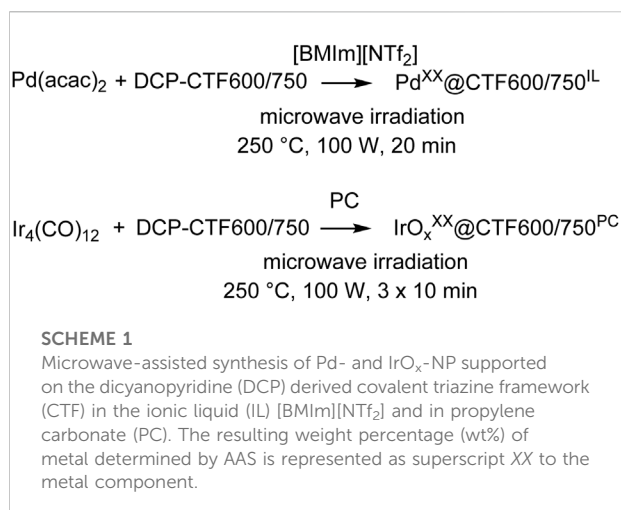 [BMIm][NTf₂]
Pd(acac)₂ + DCP-CTF600/750 ⟶ Pdˣˣ@CTF600/750ᴵᴸ
microwave irradiation
250 °C, 100 W, 20 min
PC
Ir₄(CO)₁₂ + DCP-CTF600/750 ⟶ IrOₓˣˣ@CTF600/750ᴾᶜ
microwave irradiation
250 °C, 100 W, 3 x 10 min
SCHEME 1
Microwave-assisted synthesis of Pd- and IrOₓ-NP supported
on the dicyanopyridine (DCP) derived covalent triazine framework
(CTF) in the ionic liquid (IL) [BMIm][NTf₂] and in propylene
carbonate (PC). The resulting weight percentage (wt%) of
metal determined by AAS is represented as superscript XX to the
metal component.